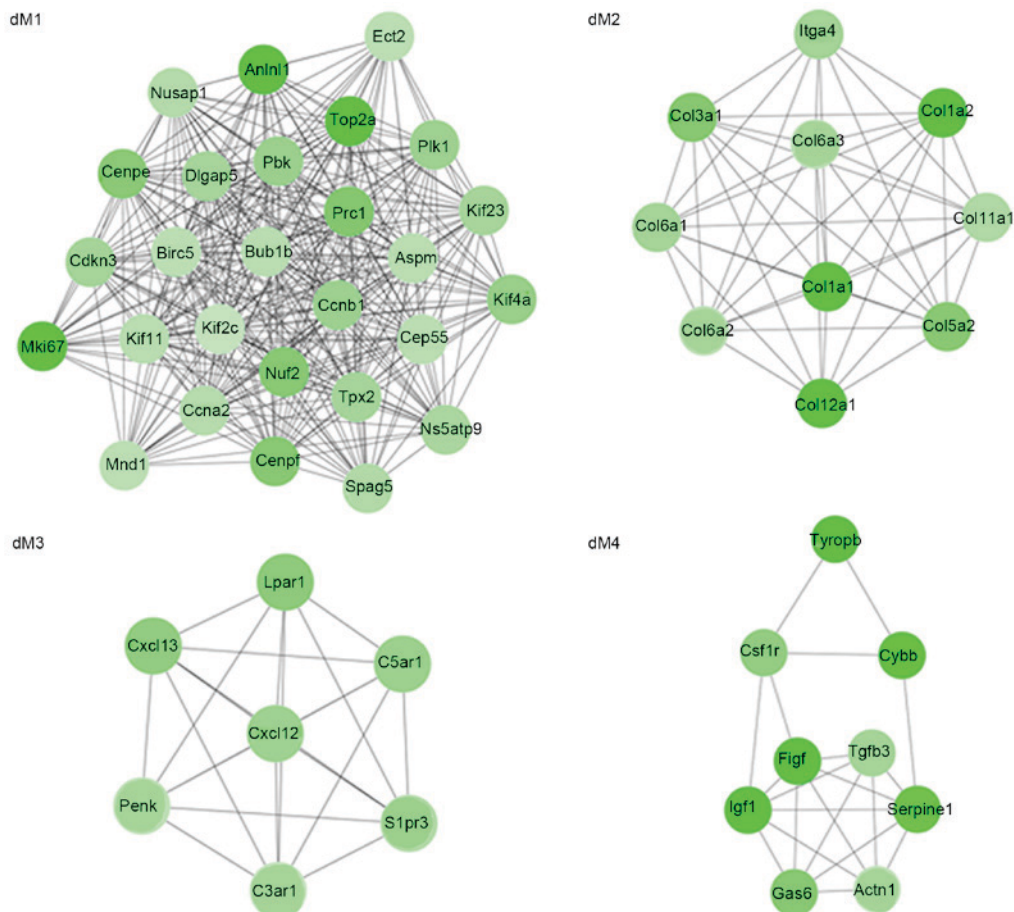 dM1
Ect2
Anlnl1
Nusap1
Top2a
Plk1
Pbk
Cenpe
Dlgap5
Prc1
Kif23
Cdkn3
Birc5
Bub1b
Aspm
Kif4a
Ccnb1
Mki67
Kif11
Kif2c
Cep55
Nuf2
Tpx2
Ccna2
Ns5atp9
Mnd1
Cenpf
Spag5
dM2
Itga4
Col3a1
Col1a2
Col6a3
Col6a1
Col11a1
Col1a1
Col6a2
Col5a2
Col12a1
dM3
Lpar1
Cxcl13
C5ar1
Cxcl12
Penk
S1pr3
C3ar1
dM4
Tyropb
Csf1r
Cybb
Figf
Tgfb3
Igf1
Serpine1
Gas6
Actn1